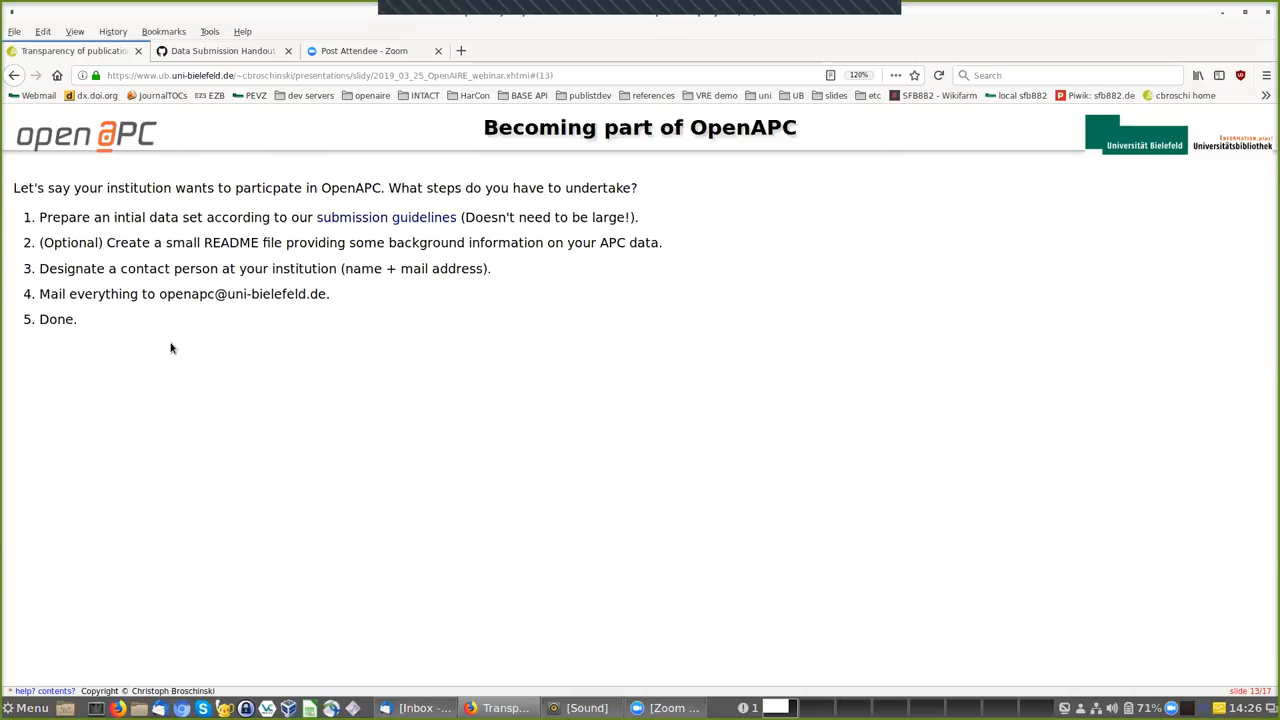 File Edit View History Bookmarks Tools Help
Transparency of publicatio Data Submission Handout Post Attendee - Zoom
https://www.ub.uni-bielefeld.de/~cbroschinski/presentations/slidy/2019_03_25_OpenAIRE_webinar.xhtml#(13) 120% Search
Webmail dx.doi.org JournalTOCs EZB PEVZ dev servers openaire INTACT HarCon BASE API publistdev references VRE demo uni UB slides etc SFB882 - Wikifarm local sfb882 Piwik: sfb882.de cbroschi home
open aPC
Becoming part of OpenAPC
Universität Bielefeld
Information.plus!
Universitätsbibliothek
Let's say your institution wants to particpate in OpenAPC. What steps do you have to undertake?
1. Prepare an intial data set according to our submission guidelines (Doesn't need to be large!).
2. (Optional) Create a small README file providing some background information on your APC data.
3. Designate a contact person at your institution (name + mail address).
4. Mail everything to openapc@uni-bielefeld.de.
5. Done.
* help? contents? Copyright © Christoph Broschinski slide 13/17
Menu [Inbox -... Transp... [Sound] [Zoom ... 1 71% 14:26